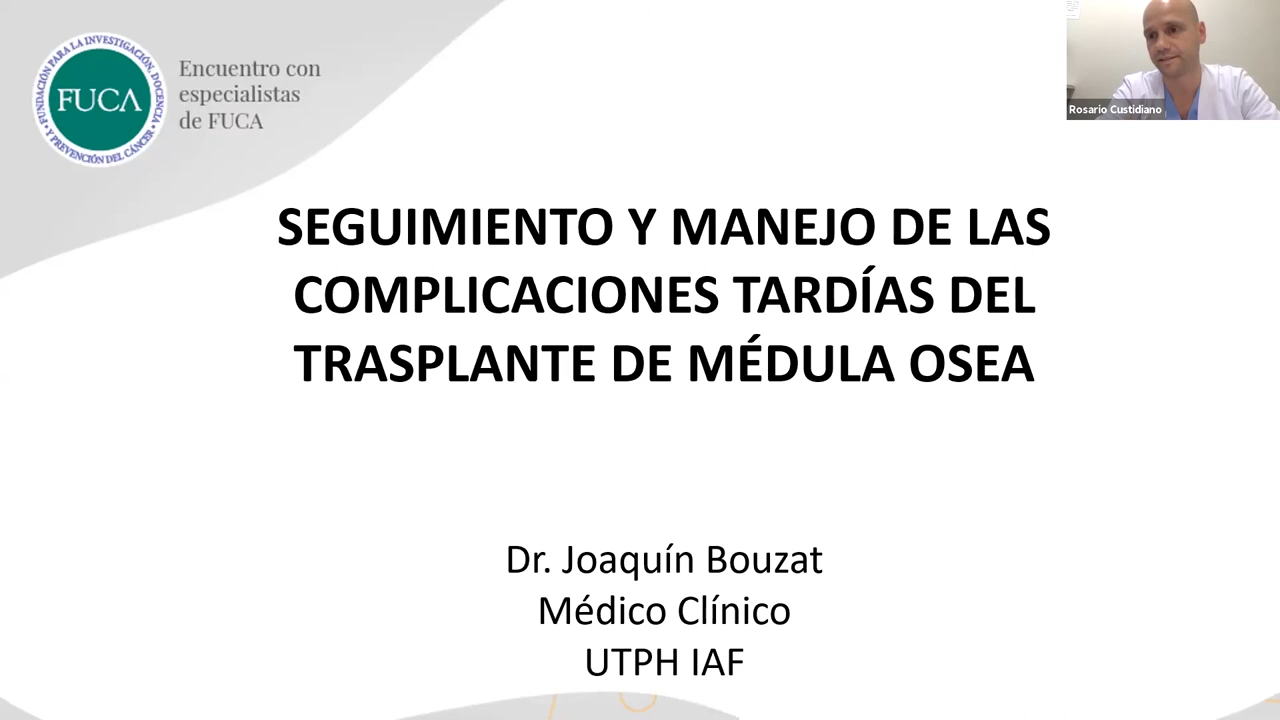 FUNDACIÓN PARA LA INVESTIGACIÓN, DOCENCIA
Y PREVENCIÓN DEL CÁNCER
FUCA
Encuentro con
especialistas
de FUCA
Rosario Custidiano
SEGUIMIENTO Y MANEJO DE LAS
COMPLICACIONES TARDÍAS DEL
TRASPLANTE DE MÉDULA OSEA
Dr. Joaquín Bouzat
Médico Clínico
UTPH IAF